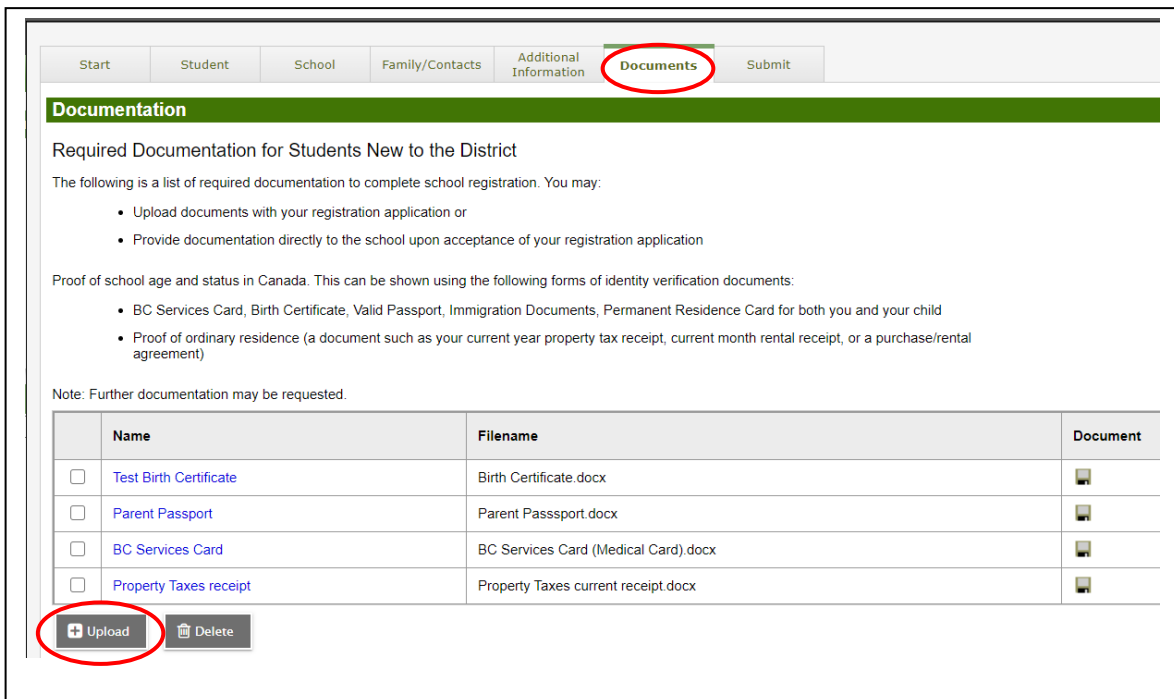 Start Student School Family/Contacts Additional Information Documents Submit
Documentation
Required Documentation for Students New to the District
The following is a list of required documentation to complete school registration. You may:
• Upload documents with your registration application or
• Provide documentation directly to the school upon acceptance of your registration application
Proof of school age and status in Canada. This can be shown using the following forms of identity verification documents:
• BC Services Card, Birth Certificate, Valid Passport, Immigration Documents, Permanent Residence Card for both you and your child
• Proof of ordinary residence (a document such as your current year property tax receipt, current month rental receipt, or a purchase/rental
agreement)
Note: Further documentation may be requested.
Name Filename Document
Test Birth Certificate Birth Certificate.docx
Parent Passport Parent Passsport.docx
BC Services Card BC Services Card (Medical Card).docx
Property Taxes receipt Property Taxes current receipt.docx
Upload Delete